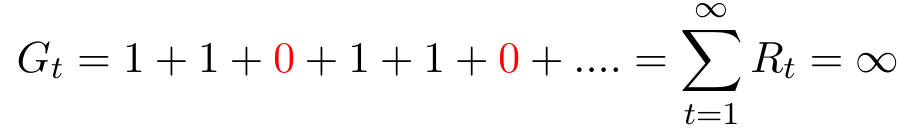 G_t = 1 + 1 + 0 + 1 + 1 + 0 + .... = \sum_{t=1}^{\infty} R_t = \infty